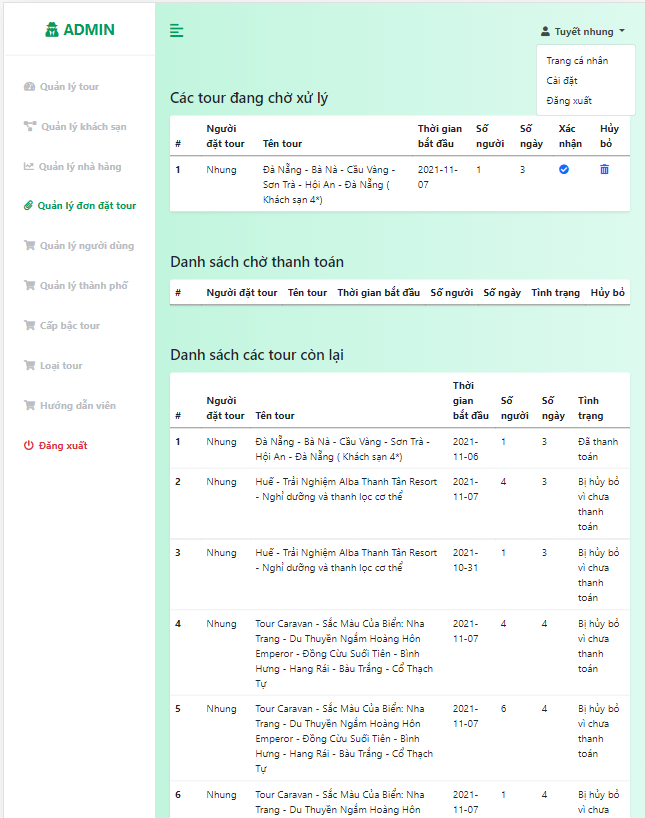 ADMIN
Tuyết nhung
Trang cá nhân
Cài đặt
Đăng xuất
Quản lý tour
Quản lý khách sạn
Quản lý nhà hàng
Quản lý đơn đặt tour
Quản lý người dùng
Quản lý thành phố
Cấp bậc tour
Loại tour
Hướng dẫn viên
Đăng xuất
Các tour đang chờ xử lý
# Người đặt tour Tên tour Thời gian bắt đầu Số người Số ngày Xác nhận Hủy bỏ
1 Nhung Đà Nẵng - Bà Nà - Cầu Vàng - 2021-11- 1 3
Sơn Trà - Hội An - Đà Nẵng ( 07
Khách sạn 4*)
Danh sách chờ thanh toán
# Người đặt tour Tên tour Thời gian bắt đầu Số người Số ngày Tình trạng Hủy bỏ
Danh sách các tour còn lại
# Người đặt tour Tên tour Thời gian bắt đầu Số người Số ngày Tình trạng
1 Nhung Đà Nẵng - Bà Nà - Cầu Vàng - Sơn Trà - 2021- 1 3 Đã thanh
Hội An - Đà Nẵng ( Khách sạn 4*) 11-06 toán
2 Nhung Huế - Trải Nghiệm Alba Thanh Tân Resort 2021- 4 3 Bị hủy bỏ
- Nghỉ dưỡng và thanh lọc cơ thể 11-07 vì chưa
thanh
toán
3 Nhung Huế - Trải Nghiệm Alba Thanh Tân Resort 2021- 1 3 Bị hủy bỏ
- Nghỉ dưỡng và thanh lọc cơ thể 10-31 vì chưa
thanh
toán
4 Nhung Tour Caravan - Sắc Màu Của Biển: Nha 2021- 4 4 Bị hủy bỏ
Trang - Du Thuyền Ngắm Hoàng Hôn 11-07 vì chưa
Emperor - Đồng Cừu Suối Tiên - Bình thanh
Hưng - Hang Rái - Bàu Trắng - Cổ Thạch toán
Tự
5 Nhung Tour Caravan - Sắc Màu Của Biển: Nha 2021- 6 4 Bị hủy bỏ
Trang - Du Thuyền Ngắm Hoàng Hôn 11-07 vì chưa
Emperor - Đồng Cừu Suối Tiên - Bình thanh
Hưng - Hang Rái - Bàu Trắng - Cổ Thạch toán
Tự
6 Nhung Tour Caravan - Sắc Màu Của Biển: Nha 2021- 1 4 Bị hủy bỏ
Trang - Du Thuyền Ngắm Hoàng Hôn 11-07 vì chưa